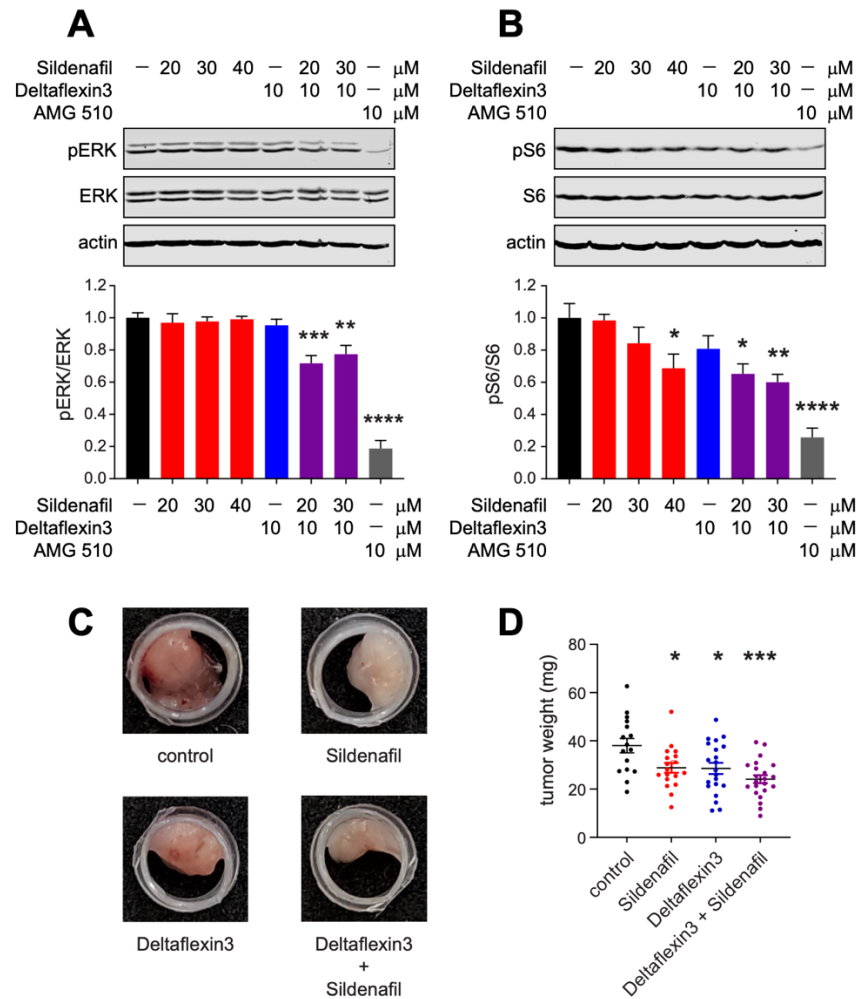 A
Sildenafil — 20 30 40 — 20 30 — μM
Deltaflexin3 10 10 10 — μM
AMG 510 10 μM
pERK
ERK
actin
1.2
1.0
0.8
0.6
0.4
0.2
0.0
pERK/ERK
***
**
****
Sildenafil — 20 30 40 — 20 30 — μM
Deltaflexin3 10 10 10 — μM
AMG 510 10 μM
B
Sildenafil — 20 30 40 — 20 30 — μM
Deltaflexin3 10 10 10 — μM
AMG 510 10 μM
pS6
S6
actin
1.2
1.0
0.8
0.6
0.4
0.2
0.0
pS6/S6
*
*
**
****
Sildenafil — 20 30 40 — 20 30 — μM
Deltaflexin3 10 10 10 — μM
AMG 510 10 μM
C
control
Sildenafil
Deltaflexin3
Deltaflexin3
+
Sildenafil
D
80
60
40
20
0
tumor weight (mg)
* * ***
control
Sildenafil
Deltaflexin3
Deltaflexin3 + Sildenafil